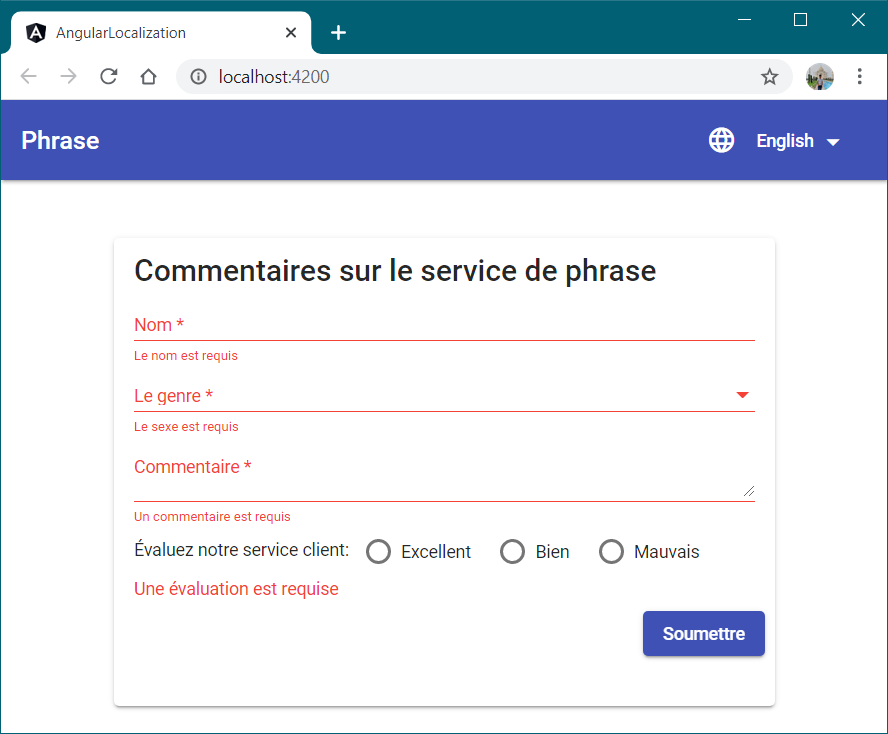 AngularLocalization
localhost:4200
Phrase
English
Commentaires sur le service de phrase
Nom *
Le nom est requis
Le genre *
Le sexe est requis
Commentaire *
Un commentaire est requis
Évaluez notre service client: Excellent Bien Mauvais
Une évaluation est requise
Soumettre